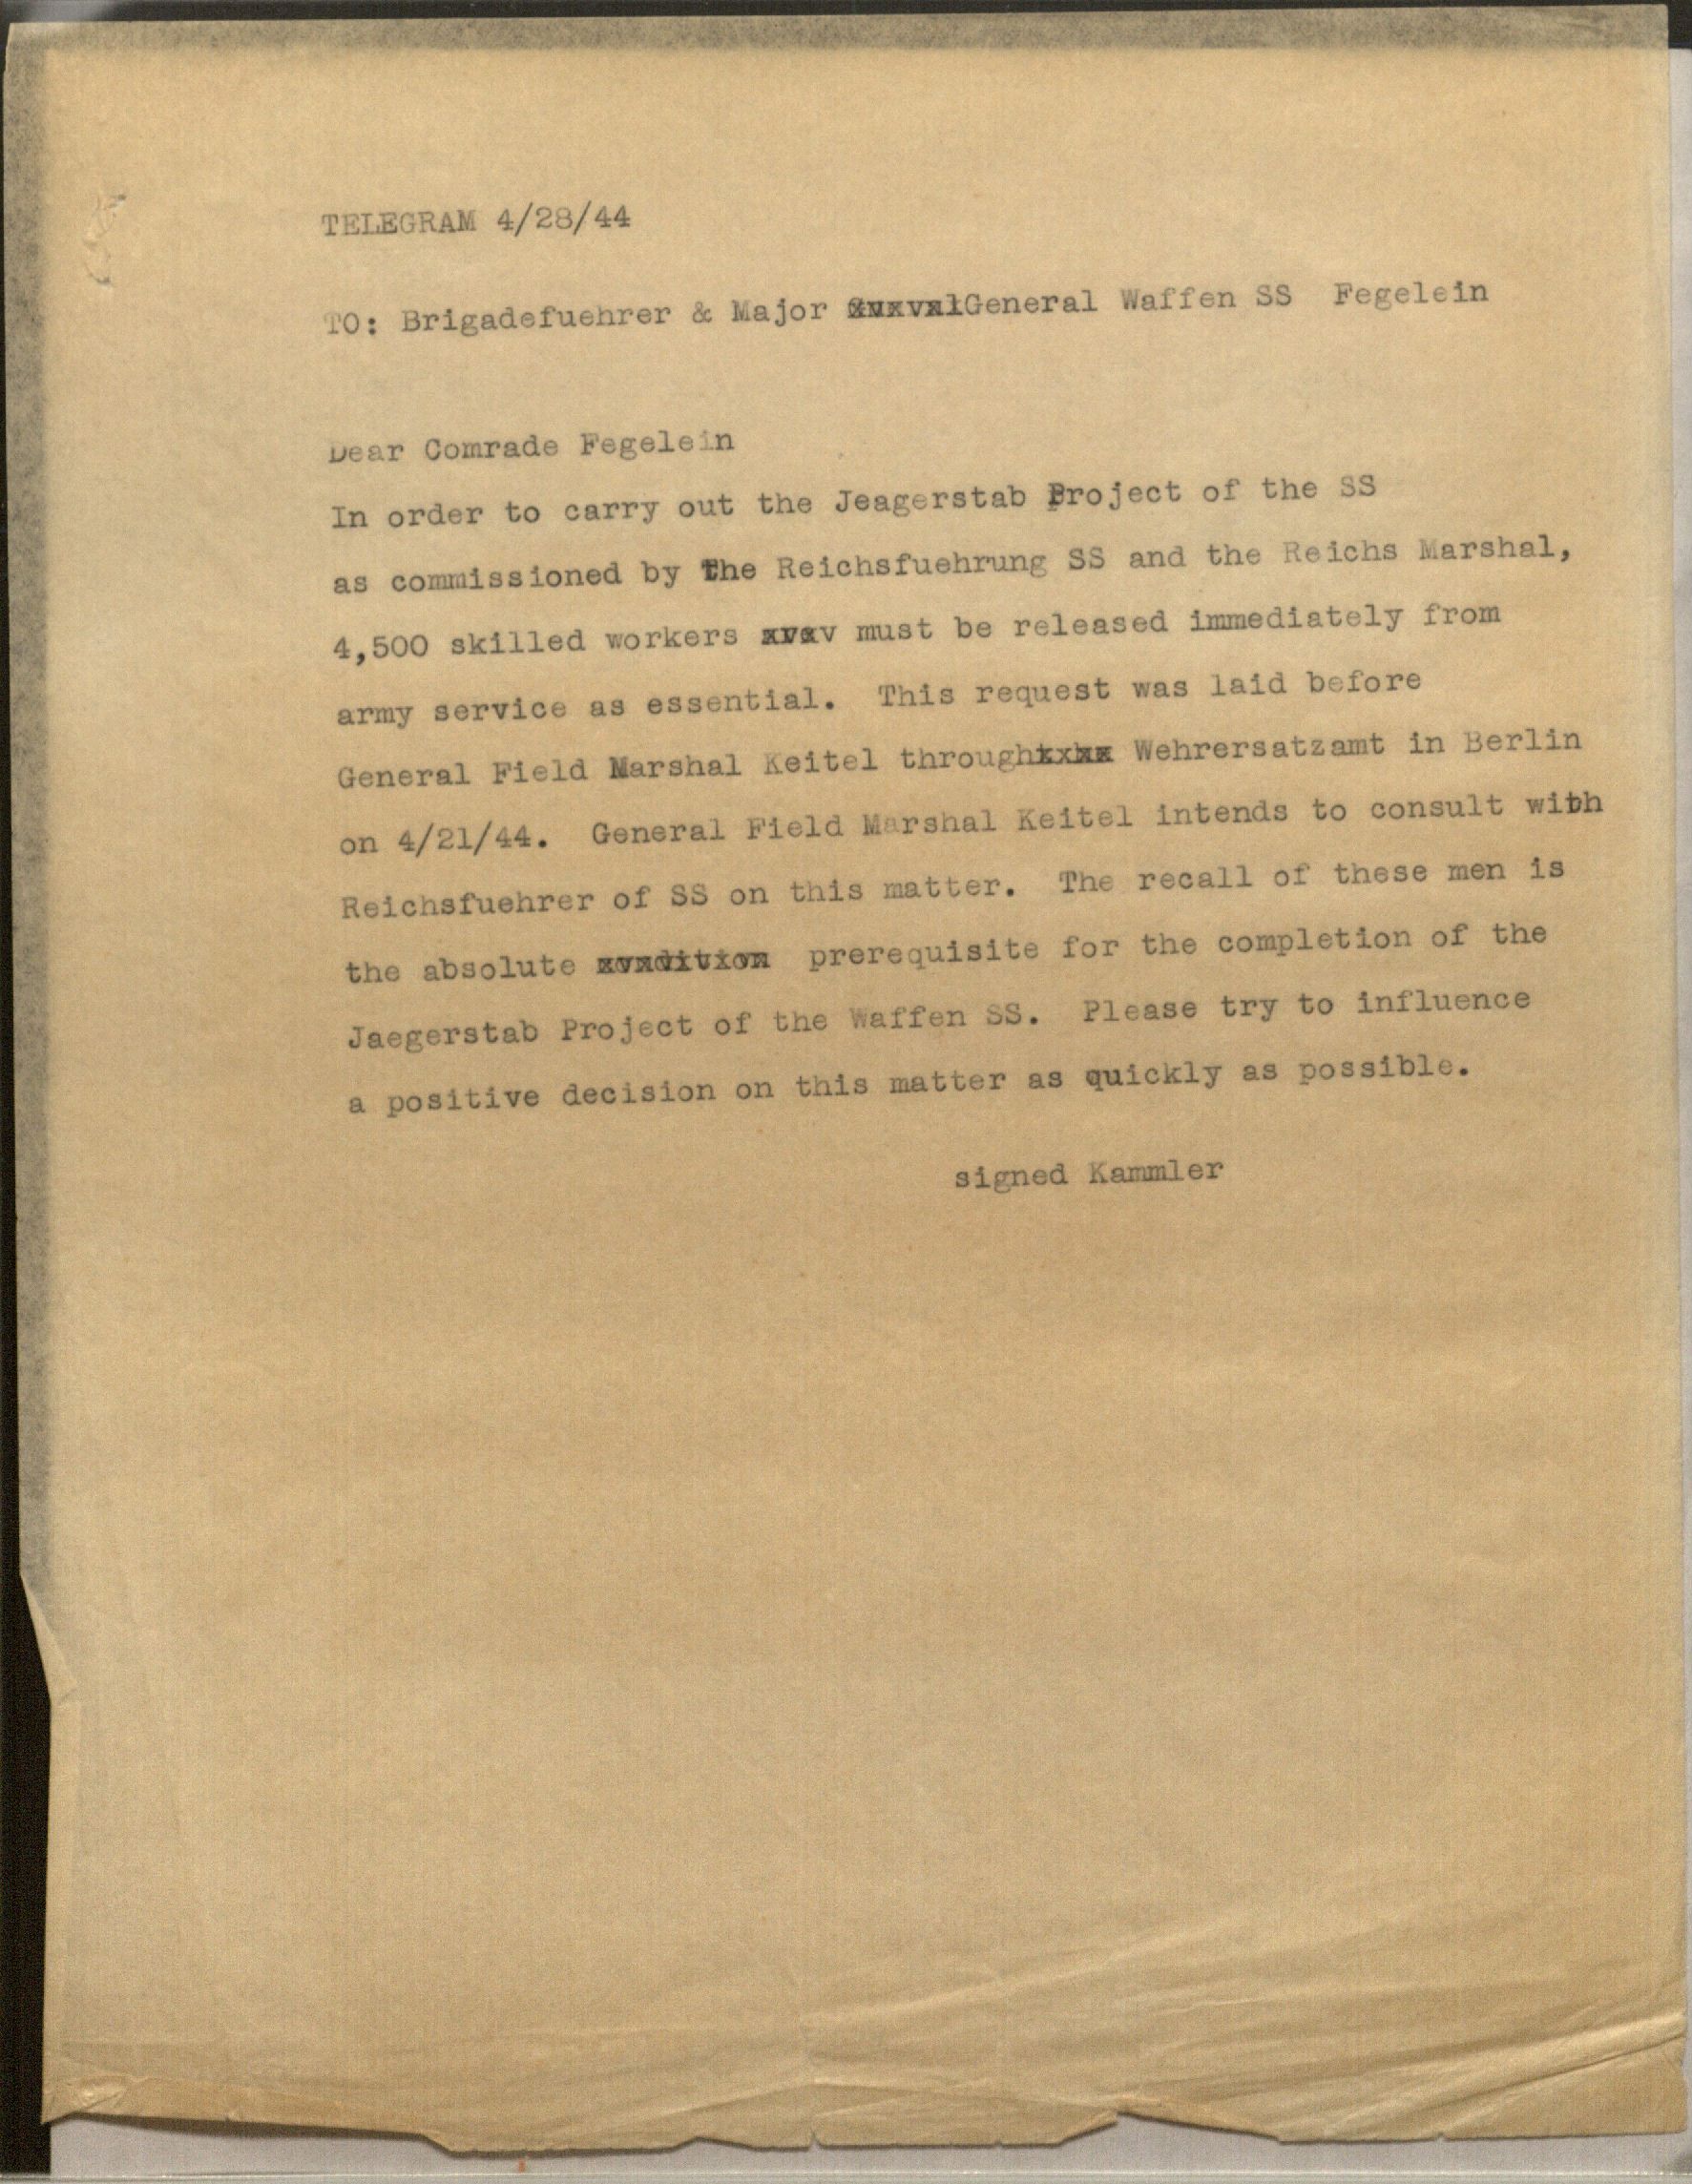 TELEGRAM 4/28/44
TO: Brigadefuehrer & Major General Waffen SS Fegelein
Dear Comrade Fegelein
In order to carry out the Jeagerstab Project of the SS
as commissioned by The Reichsfuehrung SS and the Reichs Marshal,
4,500 skilled workers must be released immediately from
army service as essential. This request was laid before
General Field Marshal Keitel through Wehrersatzamt in Berlin
on 4/21/44. General Field Marshal Keitel intends to consult with
Reichsfuehrer of SS on this matter. The recall of these men is
the absolute prerequisite for the completion of the
Jaegerstab Project of the Waffen SS. Please try to influence
a positive decision on this matter as quickly as possible.
signed Kammler